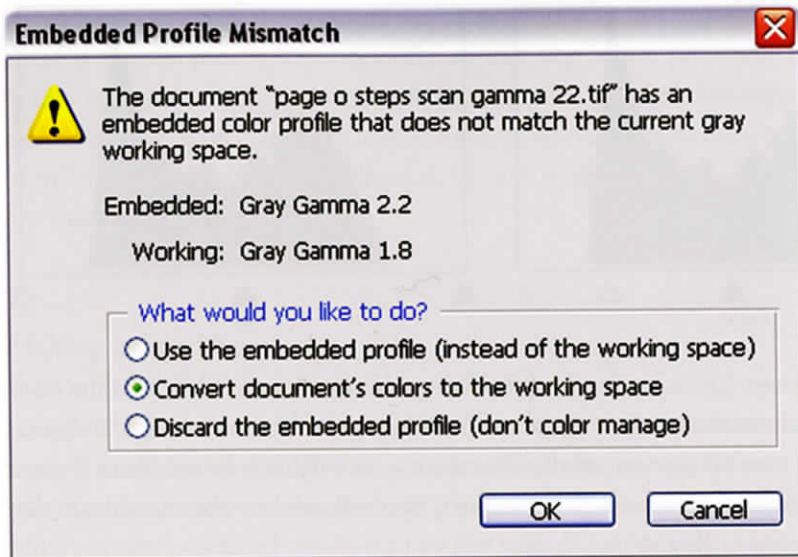 Embedded Profile Mismatch
The document "page o steps scan gamma 22.tif" has an
embedded color profile that does not match the current gray
working space.
Embedded: Gray Gamma 2.2
Working: Gray Gamma 1.8
What would you like to do?
Use the embedded profile (instead of the working space)
Convert document's colors to the working space
Discard the embedded profile (don't color manage)
OK Cancel